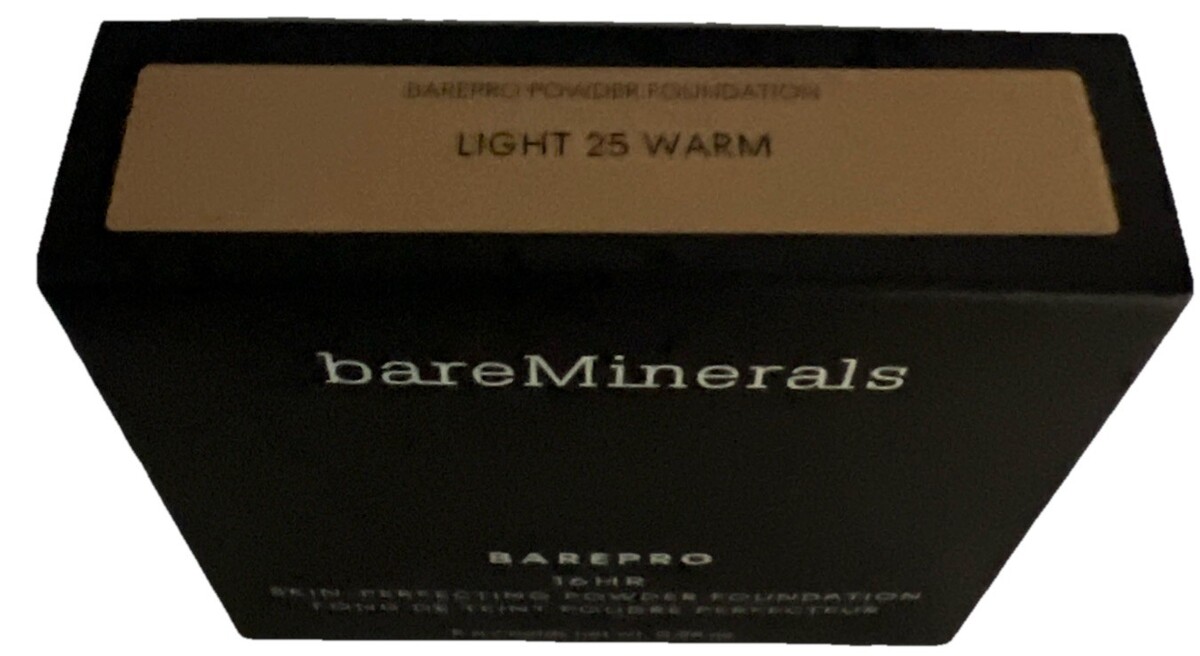 BAREPRO POWDER FOUNDATION
LIGHT 25 WARM
bareMinerals
BAREPRO
16HR
SKIN PERFECTING POWDER FOUNDATION
FOND DE TEINT POUDRE PERFECTEUR